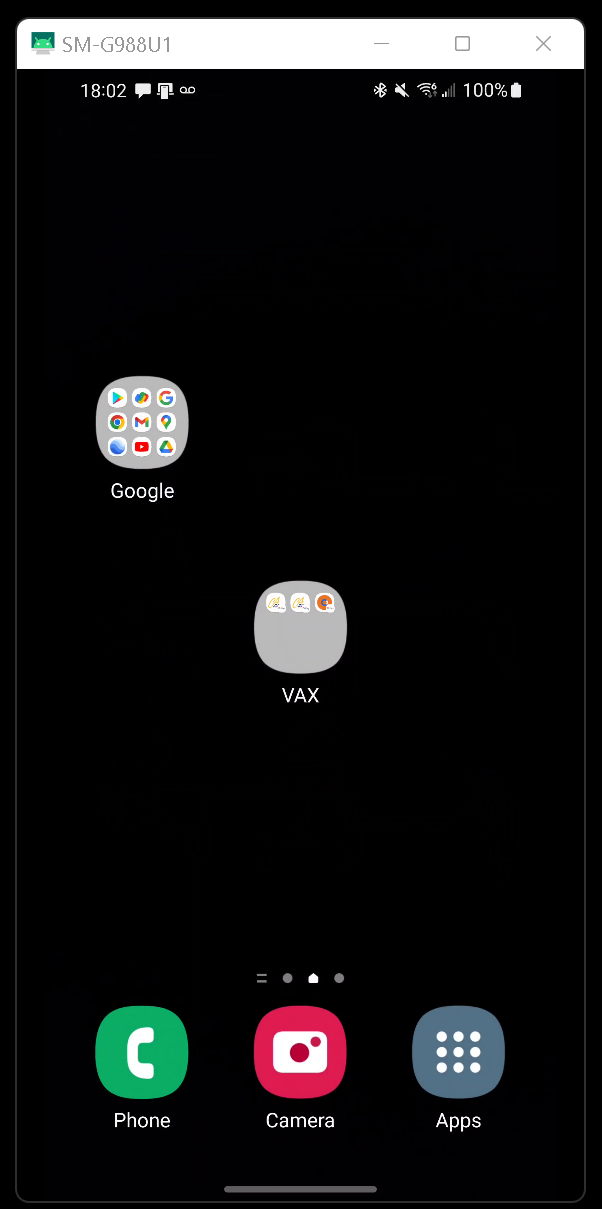 SM-G988U1
18:02 100%
Google
VAX
Phone Camera Apps